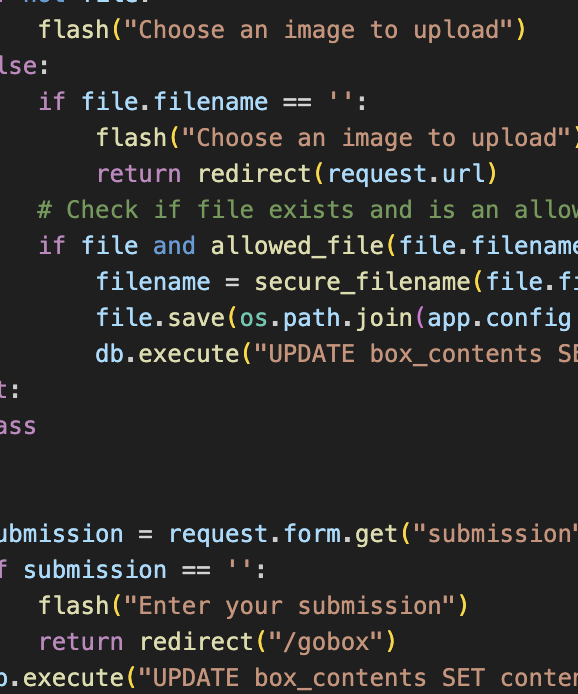 not file:
flash("Choose an image to upload")
lse:
if file.filename == '':
flash("Choose an image to upload")
return redirect(request.url)
# Check if file exists and is an allow
if file and allowed_file(file.filename
filename = secure_filename(file.fi
file.save(os.path.join(app.config
db.execute("UPDATE box_contents SE
t:
ass
ubmission = request.form.get("submission"
f submission == '':
flash("Enter your submission")
return redirect("/gobox")
b.execute("UPDATE box_contents SET conten